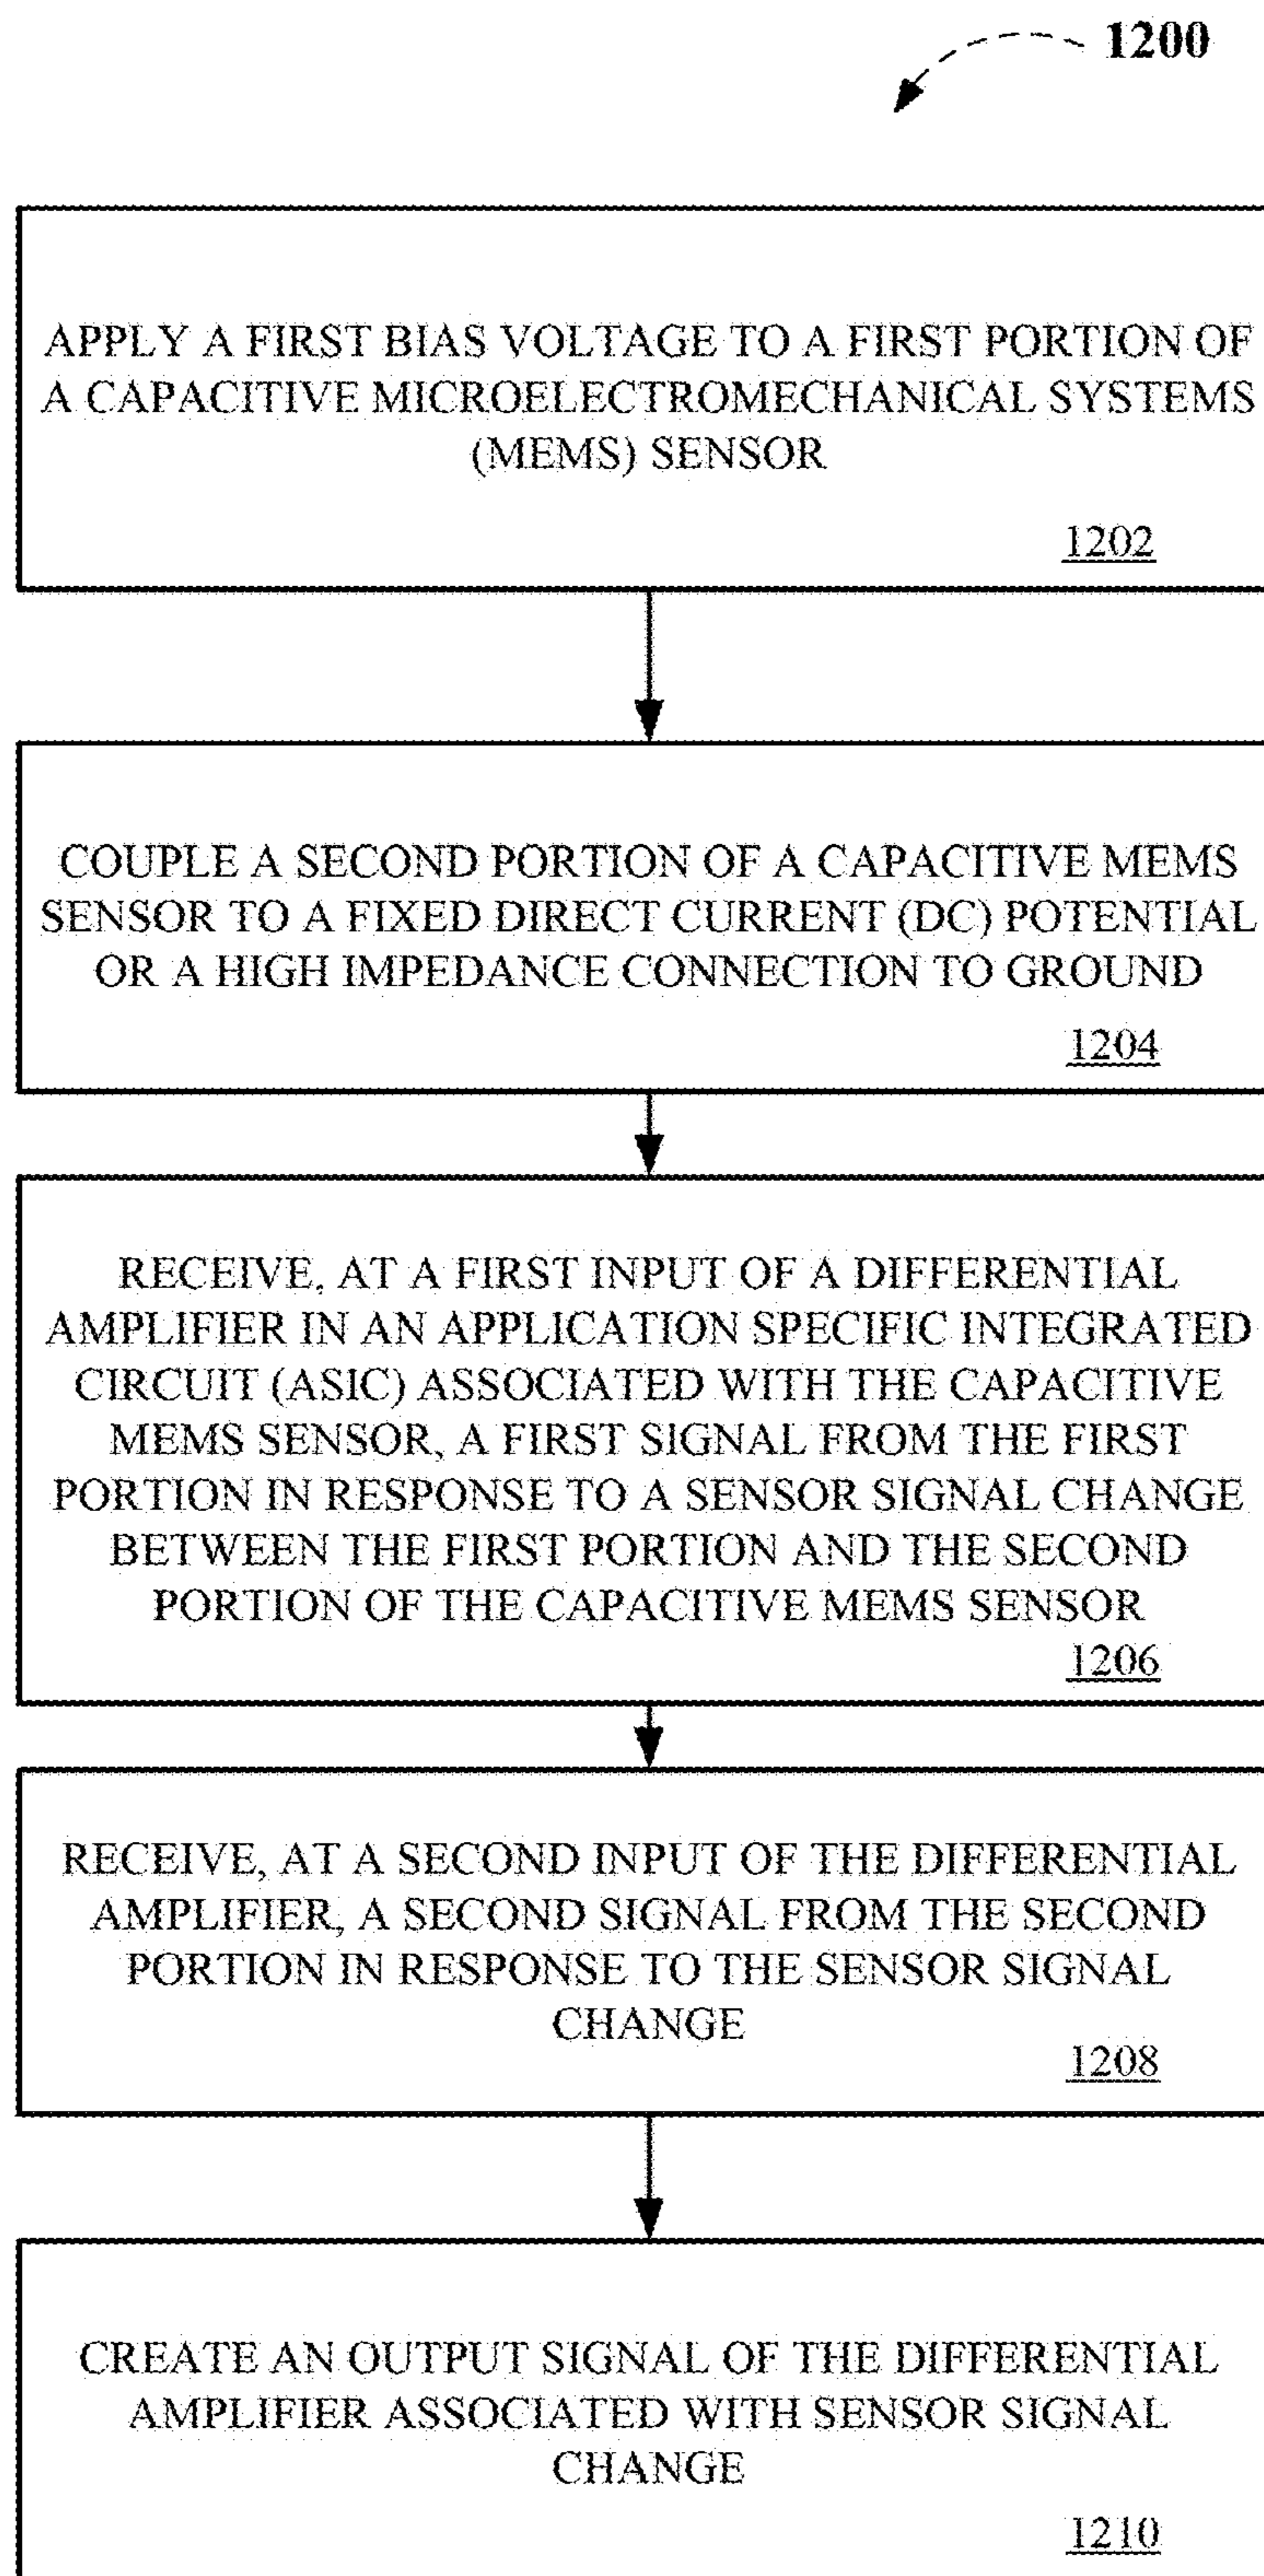 1200
APPLY A FIRST BIAS VOLTAGE TO A FIRST PORTION OF
A CAPACITIVE MICROELECTROMECHANICAL SYSTEMS
(MEMS) SENSOR
1202
COUPLE A SECOND PORTION OF A CAPACITIVE MEMS
SENSOR TO A FIXED DIRECT CURRENT (DC) POTENTIAL
OR A HIGH IMPEDANCE CONNECTION TO GROUND
1204
RECEIVE, AT A FIRST INPUT OF A DIFFERENTIAL
AMPLIFIER IN AN APPLICATION SPECIFIC INTEGRATED
CIRCUIT (ASIC) ASSOCIATED WITH THE CAPACITIVE
MEMS SENSOR, A FIRST SIGNAL FROM THE FIRST
PORTION IN RESPONSE TO A SENSOR SIGNAL CHANGE
BETWEEN THE FIRST PORTION AND THE SECOND
PORTION OF THE CAPACITIVE MEMS SENSOR
1206
RECEIVE, AT A SECOND INPUT OF THE DIFFERENTIAL
AMPLIFIER, A SECOND SIGNAL FROM THE SECOND
PORTION IN RESPONSE TO THE SENSOR SIGNAL
CHANGE
1208
CREATE AN OUTPUT SIGNAL OF THE DIFFERENTIAL
AMPLIFIER ASSOCIATED WITH SENSOR SIGNAL
CHANGE
1210